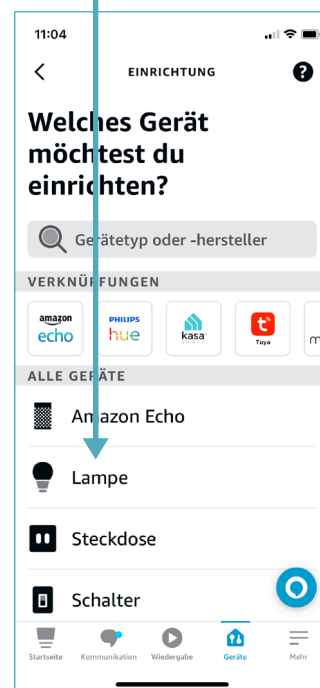 11:04
EINRICHTUNG
?
Welches Gerät
möchtest du
einrichten?
Gerätetyp oder -hersteller
VERKNÜPFUNGEN
amazon echo
PHILIPS hue
kasa smart
t Tuya
m
ALLE GERÄTE
Amazon Echo
Lampe
Steckdose
Schalter
Startseite Kommunikation Wiedergabe Geräte Mehr